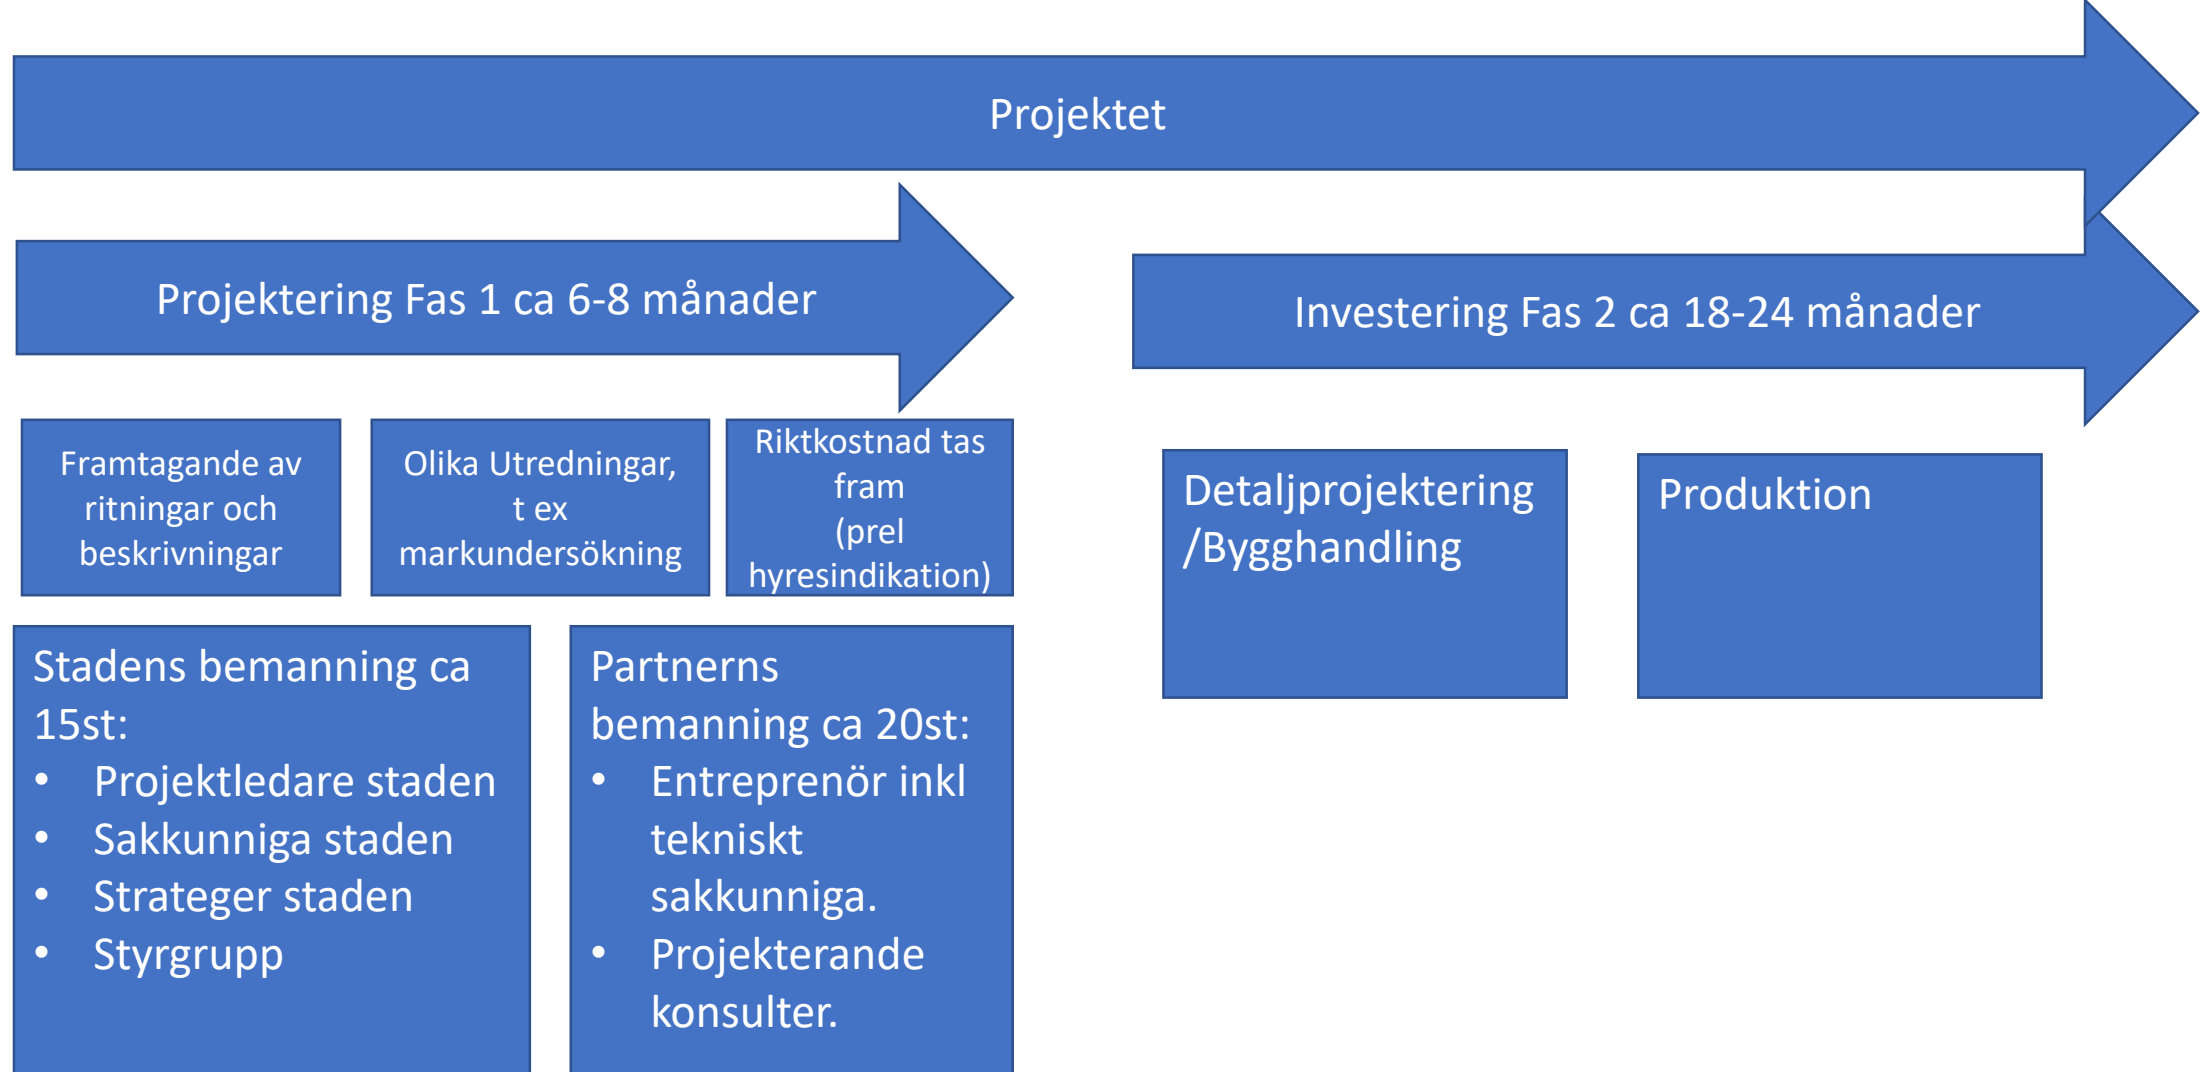 Projektet
Projektering Fas 1 ca 6-8 månader
Investering Fas 2 ca 18-24 månader
Framtagande av
ritningar och
beskrivningar
Olika Utredningar,
t ex
markundersökning
Riktkostnad tas
fram
(prel
hyresindikation)
Detaljprojektering
/Bygghandling
Produktion
Stadens bemanning ca
15st:
• Projektledare staden
• Sakkunniga staden
• Strateger staden
• Styrgrupp
Partnerns
bemanning ca 20st:
• Entreprenör inkl
tekniskt
sakkunniga.
• Projekterande
konsulter.